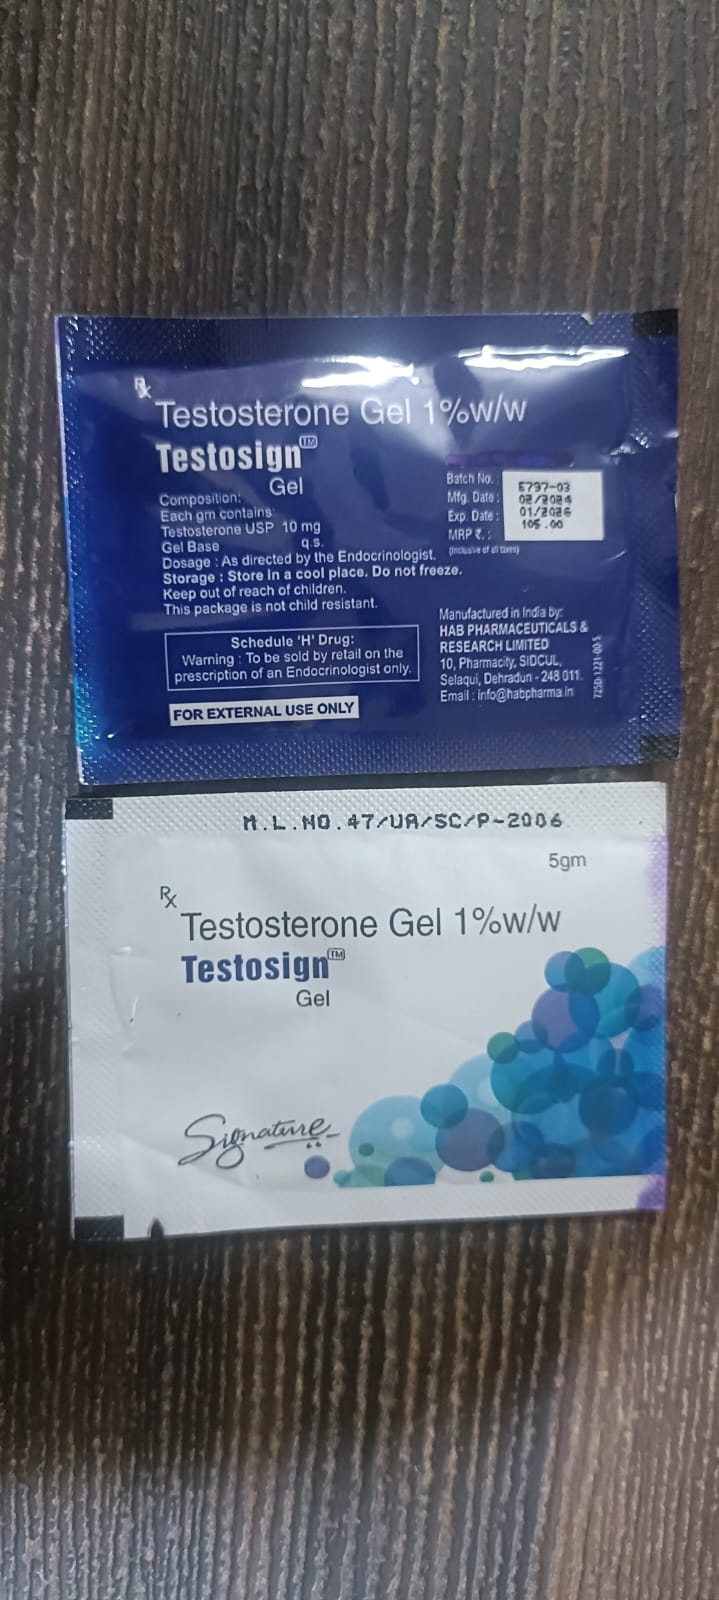 Rx
Testosterone Gel 1%w/w
Testosign TM
Gel
Composition:
Each gm contains:
Testosterone USP 10 mg
Gel Base q.s.
Dosage : As directed by the Endocrinologist.
Storage : Store in a cool place. Do not freeze.
Keep out of reach of children.
This package is not child resistant.
Schedule 'H' Drug:
Warning : To be sold by retail on the
prescription of an Endocrinologist only.
FOR EXTERNAL USE ONLY
Batch No. : 797-03
Mfg. Date : 02/2024
Exp. Date : 01/2026
MRP ₹. : 105.00
(Inclusive of all taxes)
Manufactured in India by:
HAB PHARMACEUTICALS &
RESEARCH LIMITED
10, Pharmacity, SIDCUL,
Selaqui, Dehradun - 248 011.
Email : info@habpharma.in
M.L.NO.47/UA/SC/P-2006
5gm
Rx
Testosterone Gel 1%w/w
Testosign TM
Gel
Signature